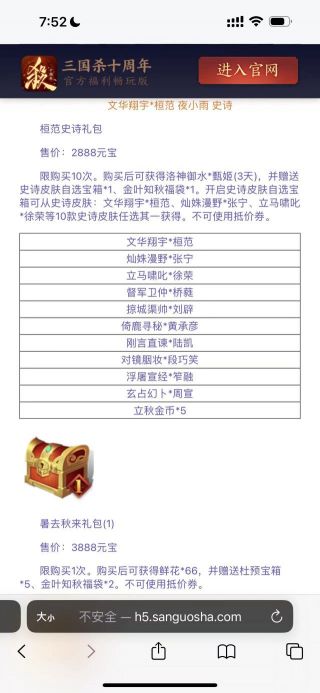 7:52
杀
三国杀十周年
官方福利畅玩版
进入官网
文华翔宇*桓范 夜小雨 史诗
桓范史诗礼包
售价：2888元宝
限购买10次。购买后可获得洛神御水*甄姬(3天)，并赠送
史诗皮肤自选宝箱*1、金叶知秋福袋*1。开启史诗皮肤自选宝
箱可从史诗皮肤：文华翔宇*桓范、灿姝漫野*张宁、立马啸叱
*徐荣等10款史诗皮肤任选其一获得。不可使用抵价券。
文华翔宇*桓范
灿姝漫野*张宁
立马啸叱*徐荣
督军卫仲*桥蕤
掠城渠帅*刘辟
倚鹿寻秘*黄承彦
刚言直谏*陆凯
对镜胭妆*段巧笑
浮屠宣经*笮融
玄占幻卜*周宣
立秋金币*5
1
暑去秋来礼包(1)
售价：3888元宝
限购买1次。购买后可获得鲜花*66，并赠送杜预宝箱
*5、金叶知秋福袋*2。不可使用抵价券。
大小 不安全 — h5.sanguosha.com